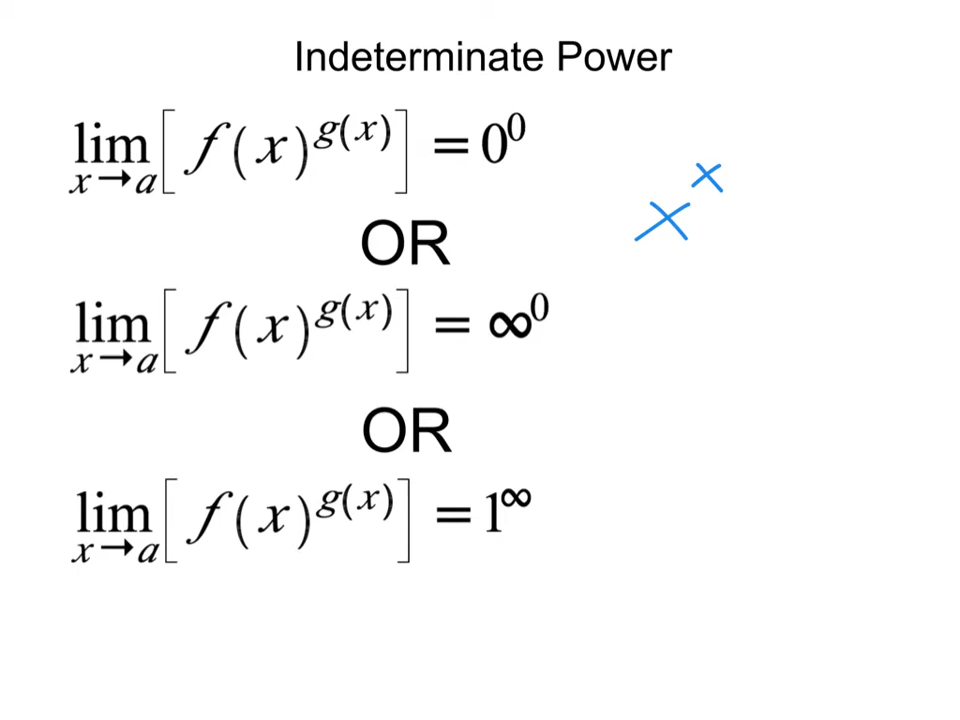 Indeterminate Power
lim x→a [f(x)^g(x)] = 0^0
x^x
OR
lim x→a [f(x)^g(x)] = ∞^0
OR
lim x→a [f(x)^g(x)] = 1^∞